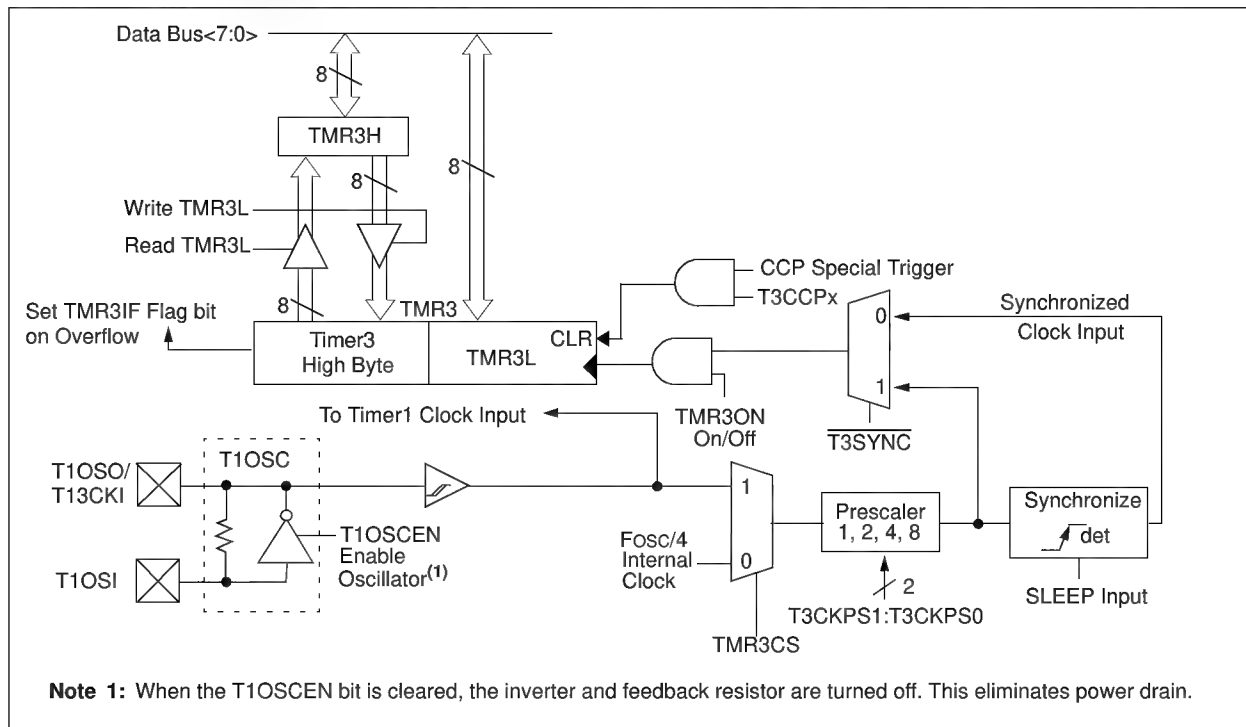 Data Bus<7:0>
8
TMR3H
8
8
Write TMR3L
Read TMR3L
8
CCP Special Trigger
T3CCPx
Set TMR3IF Flag bit
on Overflow
TMR3
Timer3
High Byte
TMR3L
CLR
0
1
Synchronized
Clock Input
TMR3ON
On/Off
T3SYNC
To Timer1 Clock Input
T1OSO/
T13CKI
T1OSC
T1OSCEN
Enable
Oscillator(1)
T1OSI
FOSC/4
Internal
Clock
1
0
TMR3CS
Prescaler
1, 2, 4, 8
2
T3CKPS1:T3CKPS0
Synchronize
det
SLEEP Input
Note 1: When the T1OSCEN bit is cleared, the inverter and feedback resistor are turned off. This eliminates power drain.